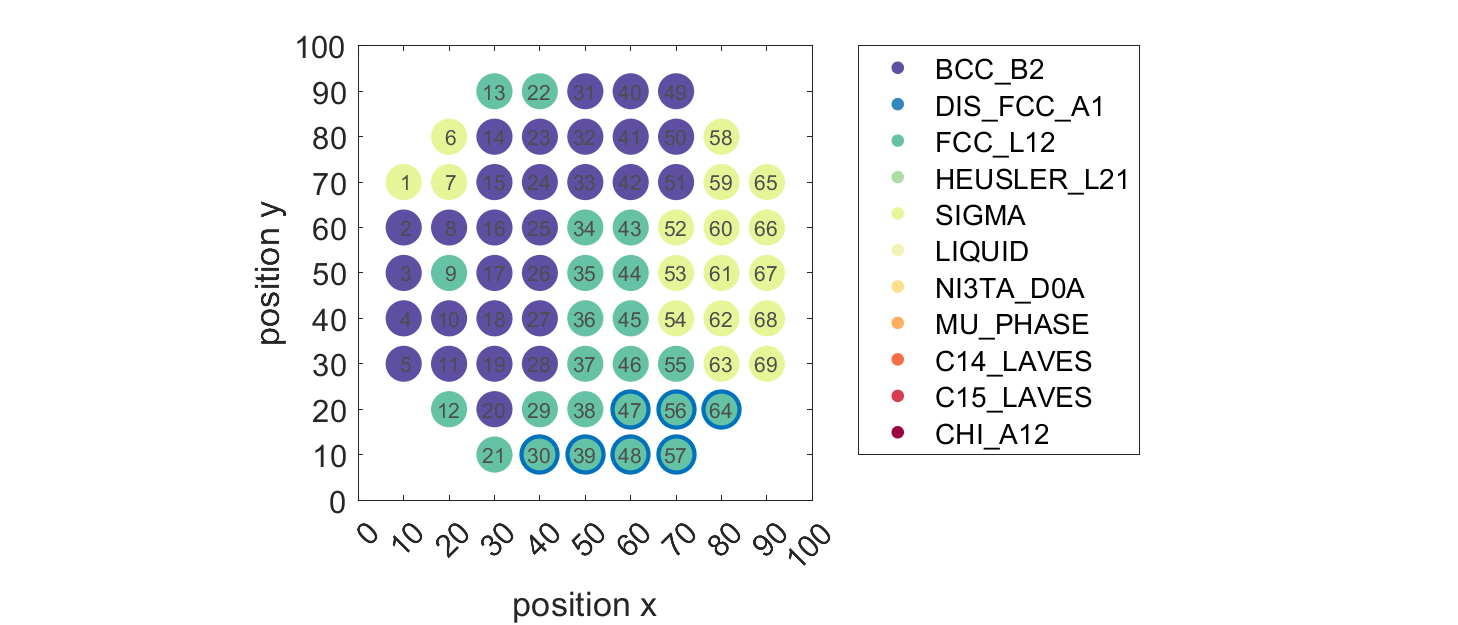 100
90
80
70
60
50
40
30
20
10
0
position y
13 22 31 40 49
6 14 23 32 41 50 58
1 7 15 24 33 42 51 59 65
2 8 16 25 34 43 52 60 66
3 9 17 26 35 44 53 61 67
4 10 18 27 36 45 54 62 68
5 11 19 28 37 46 55 63 69
12 20 29 38 47 56 64
21 30 39 48 57
0 10 20 30 40 50 60 70 80 90 100
position x
BCC_B2
DIS_FCC_A1
FCC_L12
HEUSLER_L21
SIGMA
LIQUID
NI3TA_D0A
MU_PHASE
C14_LAVES
C15_LAVES
CHI_A12